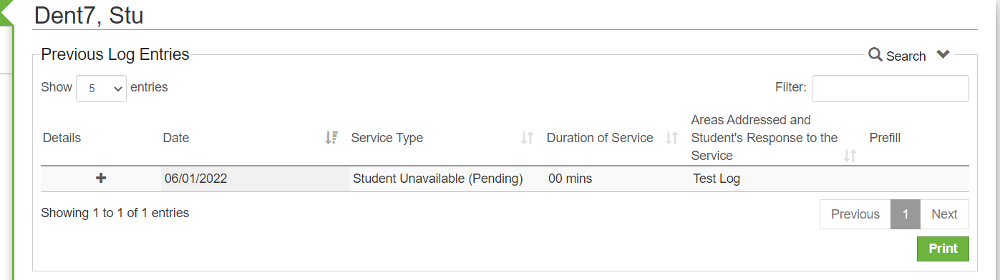 Dent7, Stu
Previous Log Entries
Search
Show 5 entries
Filter:
Details Date Service Type Duration of Service Areas Addressed and
Student's Response to the
Service Prefill
06/01/2022 Student Unavailable (Pending) 00 mins Test Log
Showing 1 to 1 of 1 entries
Previous 1 Next
Print